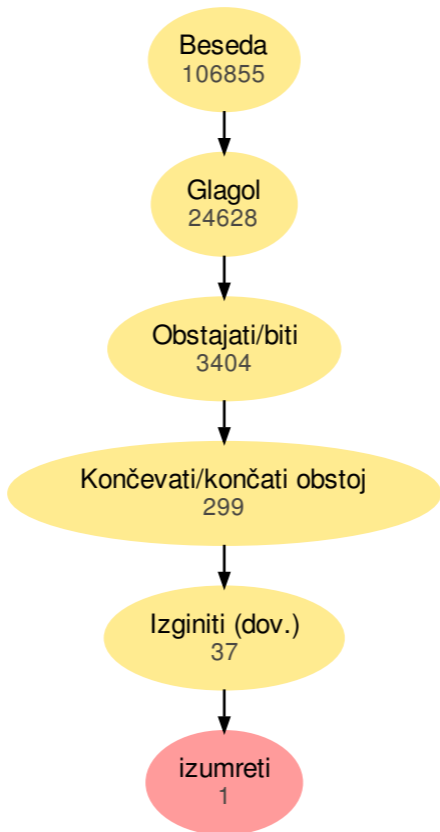 Beseda
106855
Glagol
24628
Obstajati/biti
3404
Končevati/končati obstoj
299
Izginiti (dov.)
37
izumreti
1